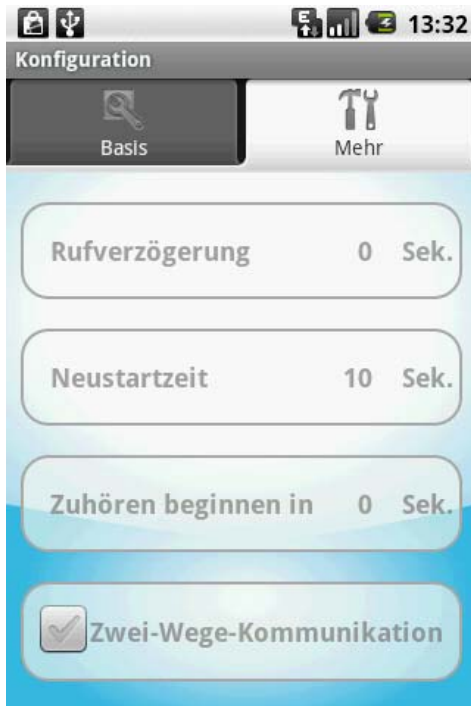 13:32
Konfiguration
Basis
Mehr
Rufverzögerung 0 Sek.
Neustartzeit 10 Sek.
Zuhören beginnen in 0 Sek.
Zwei-Wege-Kommunikation